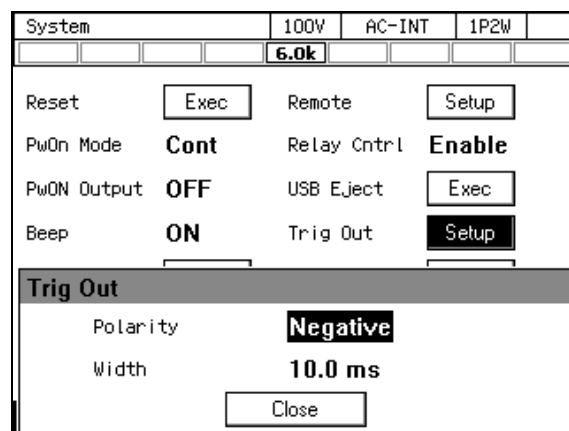 System 100V AC-INT 1P2W
6.0k
Reset Exec Remote Setup
PwOn Mode Cont Relay Cntrl Enable
PwON Output OFF USB Eject Exec
Beep ON Trig Out Setup
Trig Out
Polarity Negative
Width 10.0 ms
Close